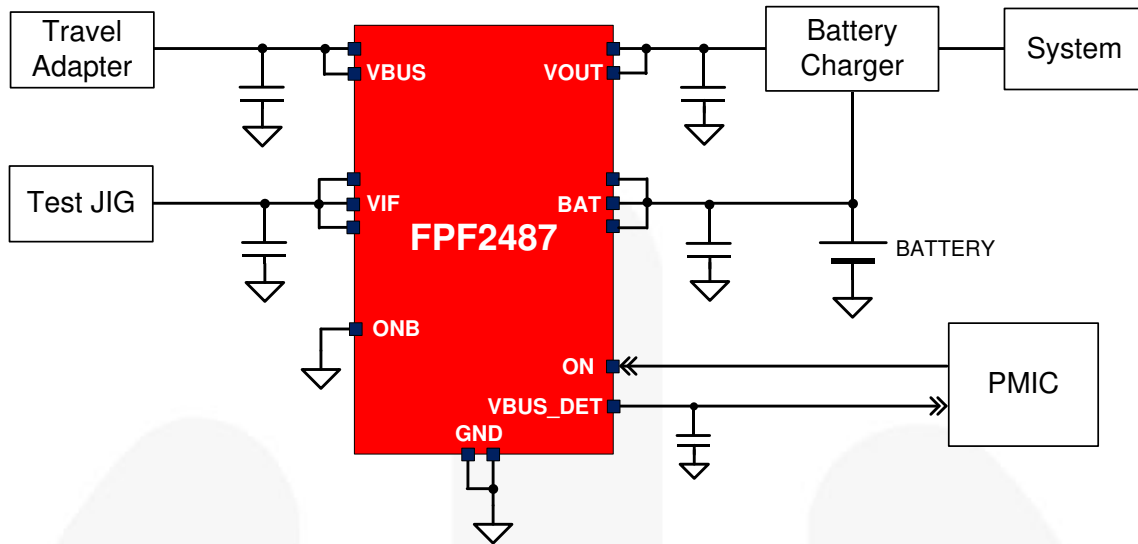 Travel
Adapter
VBUS
VOUT
Battery
Charger
System
Test JIG
VIF
BAT
FPF2487
BATTERY
ONB
ON
PMIC
VBUS_DET
GND